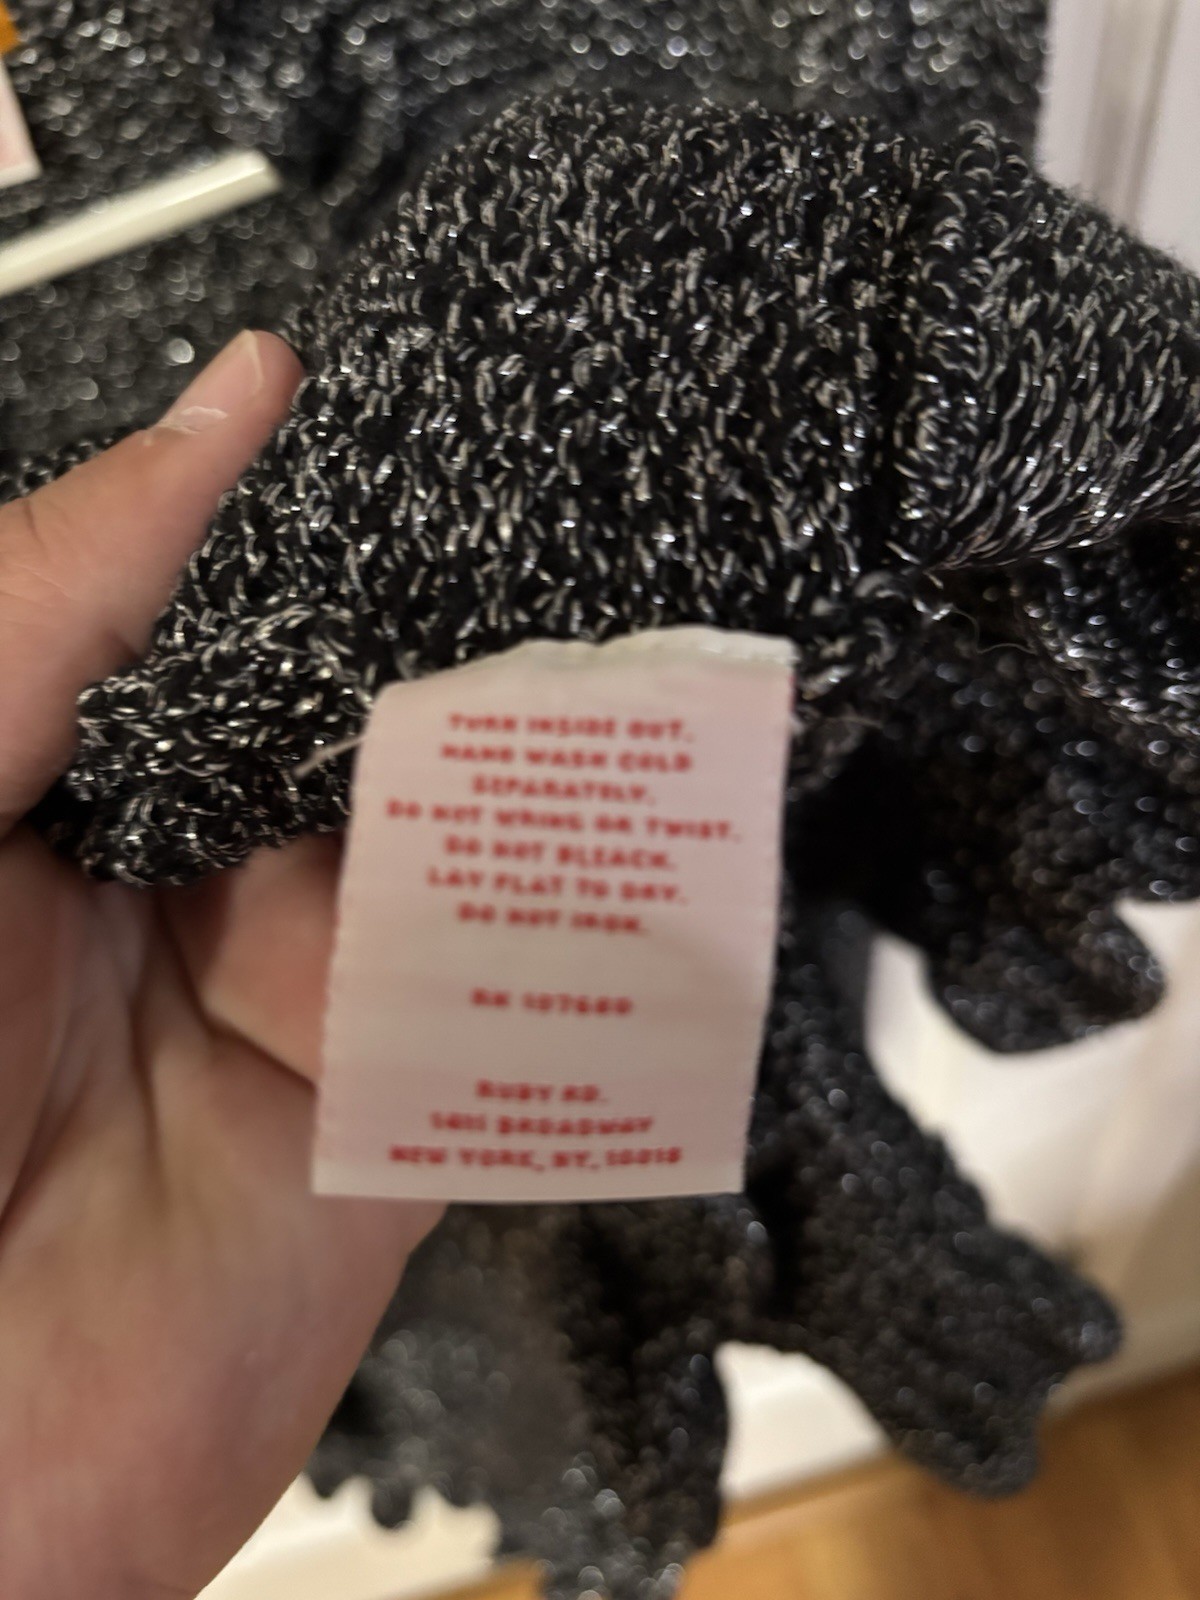 TURN INSIDE OUT.
HAND WASH COLD
SEPARATELY.
DO NOT WRING OR TWIST.
DO NOT BLEACH.
LAY FLAT TO DRY.
DO NOT IRON.
RN 107680
RUBY RD.
1411 BROADWAY
NEW YORK, NY, 10018